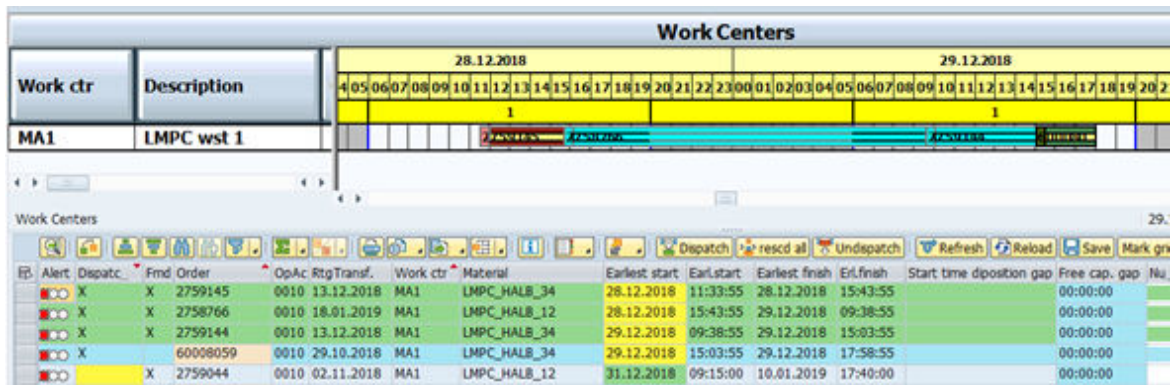 Work Centers
28.12.2018 29.12.2018
Work ctr Description
4 05 06 07 08 09 10 11 12 13 14 15 16 17 18 19 20 21 22 23 00 01 02 03 04 05 06 07 08 09 10 11 12 13 14 15 16 17 18 19 20 2
1 1
MA1 LMPC wst 1 2759145 2758766 2759144
Work Centers 29.
Dispatch rescd all Undispatch Refresh Reload Save Mark gr
Alert Dispatc_ Fmd Order OpAc RtgTransf. Work ctr Material Earliest start Earl.start Earliest finish Erl.finish Start time diposition gap Free cap. gap Nu
X X 2759145 0010 13.12.2018 MA1 LMPC_HALB_34 28.12.2018 11:33:55 28.12.2018 15:43:55 00:00:00
X X 2758766 0010 18.01.2019 MA1 LMPC_HALB_12 28.12.2018 15:43:55 29.12.2018 09:38:55 00:00:00
X X 2759144 0010 13.12.2018 MA1 LMPC_HALB_34 29.12.2018 09:38:55 29.12.2018 15:03:55 00:00:00
X 60008059 0010 29.10.2018 MA1 LMPC_HALB_34 29.12.2018 15:03:55 29.12.2018 17:58:55 00:00:00
X 2759044 0010 02.11.2018 MA1 LMPC_HALB_12 31.12.2018 09:15:00 10.01.2019 17:40:00 00:00:00